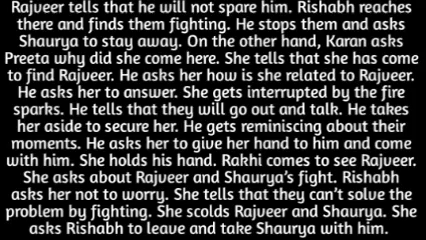 Rajveer tells that he will not spare him. Rishabh reaches
there and finds them fighting. He stops them and asks
Shaurya to stay away. On the other hand, Karan asks
Preeta why did she come here. She tells that she has come
to find Rajveer. He asks her how is she related to Rajveer.
He asks her to answer. She gets interrupted by the fire
sparks. He tells that they will go out and talk. He takes
her aside to secure her. He gets reminiscing about their
moments. He asks her to give her hand to him and come
with him. She holds his hand. Rakhi comes to see Rajveer.
She asks about Rajveer and Shaurya's fight. Rishabh
asks her not to worry. She tells that they can't solve the
problem by fighting. She scolds Rajveer and Shaurya. She
asks Rishabh to leave and take Shaurya with him.